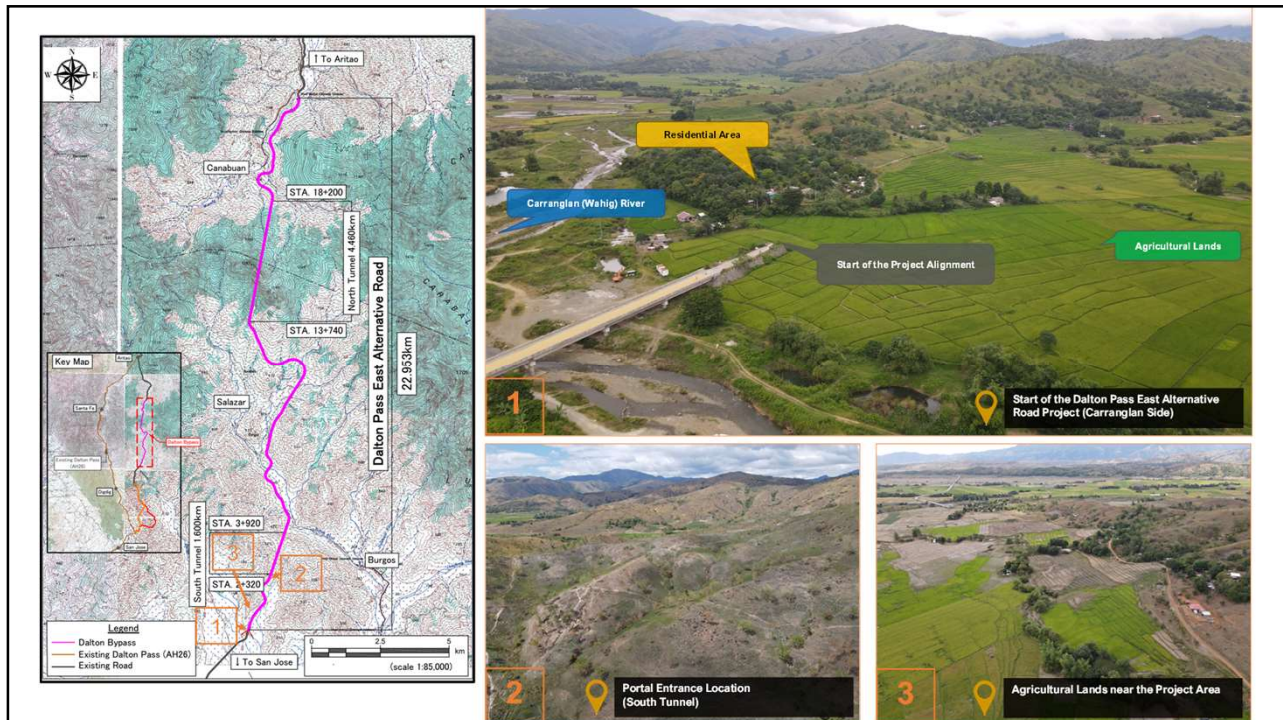 N
W
E
S
↑ To Aritao
Canabuan
STA. 18+200
North Tunnel 4.460km
STA. 13+740
Dalton Pass East Alternative Road
22.953km
Salazar
STA. 3+920
South Tunnel 1.600km
STA. 2+320
Burgos
3
2
1
↓ To San Jose
Key Map
Aritao
Santa Fe
Dalton Bypass
Existing Dalton Pass
(AH26)
Digdig
San Jose
Legend
Dalton Bypass
Existing Dalton Pass (AH26)
Existing Road
0
2.5
5
km
(scale 1:85,000)
Residential Area
Carranglan (Wahig) River
Agricultural Lands
Start of the Project Alignment
1
Start of the Dalton Pass East Alternative
Road Project (Carranglan Side)
2
Portal Entrance Location
(South Tunnel)
3
Agricultural Lands near the Project Area